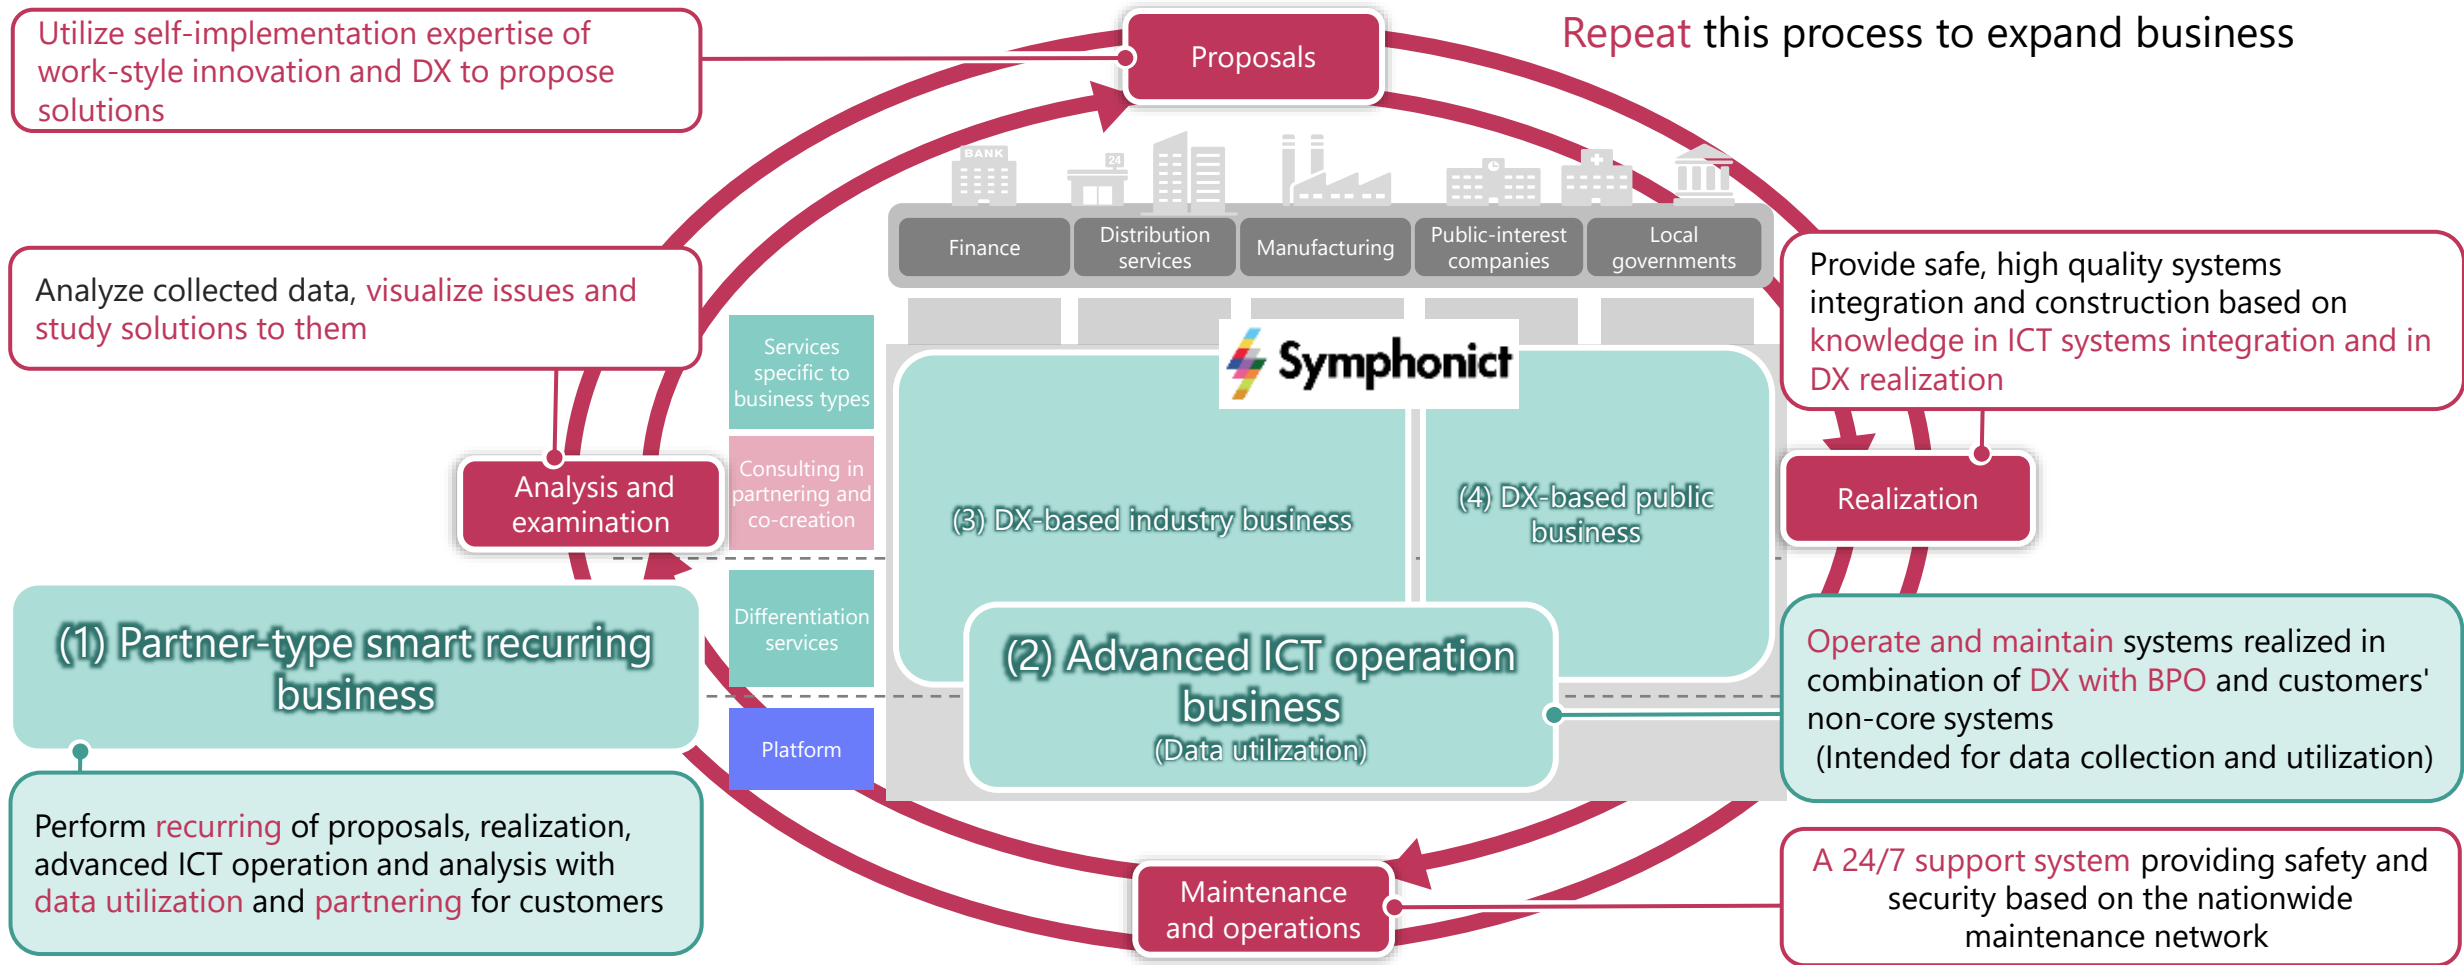 Utilize self-implementation expertise of
work-style innovation and DX to propose
solutions
Proposals
Repeat this process to expand business
BANK
24
Finance
Distribution
services
Manufacturing
Public-interest
companies
Local
governments
Analyze collected data, visualize issues and
study solutions to them
Provide safe, high quality systems
integration and construction based on
knowledge in ICT systems integration and in
DX realization
Services
specific to
business types
Symphonict
Consulting in
partnering and
co-creation
Analysis and
examination
(3) DX-based industry business
(4) DX-based public
business
Realization
(1) Partner-type smart recurring
business
Differentiation
services
(2) Advanced ICT operation
business
(Data utilization)
Operate and maintain systems realized in
combination of DX with BPO and customers'
non-core systems
(Intended for data collection and utilization)
Platform
Perform recurring of proposals, realization,
advanced ICT operation and analysis with
data utilization and partnering for customers
Maintenance
and operations
A 24/7 support system providing safety and
security based on the nationwide
maintenance network